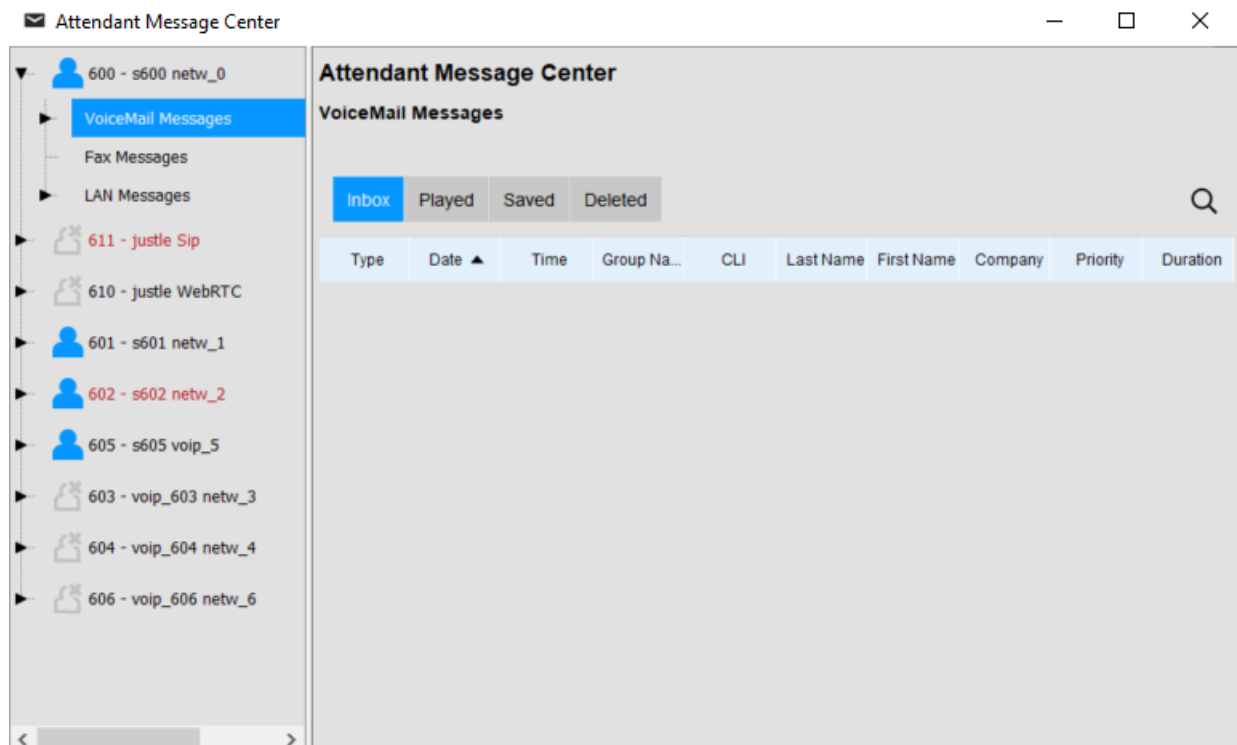 Attendant Message Center
600 - s600 netw_0
VoiceMail Messages
Fax Messages
LAN Messages
611 - justle Sip
610 - justle WebRTC
601 - s601 netw_1
602 - s602 netw_2
605 - s605 voip_5
603 - voip_603 netw_3
604 - voip_604 netw_4
606 - voip_606 netw_6
Attendant Message Center
VoiceMail Messages
Inbox Played Saved Deleted
Type Date Time Group Na... CLI Last Name First Name Company Priority Duration